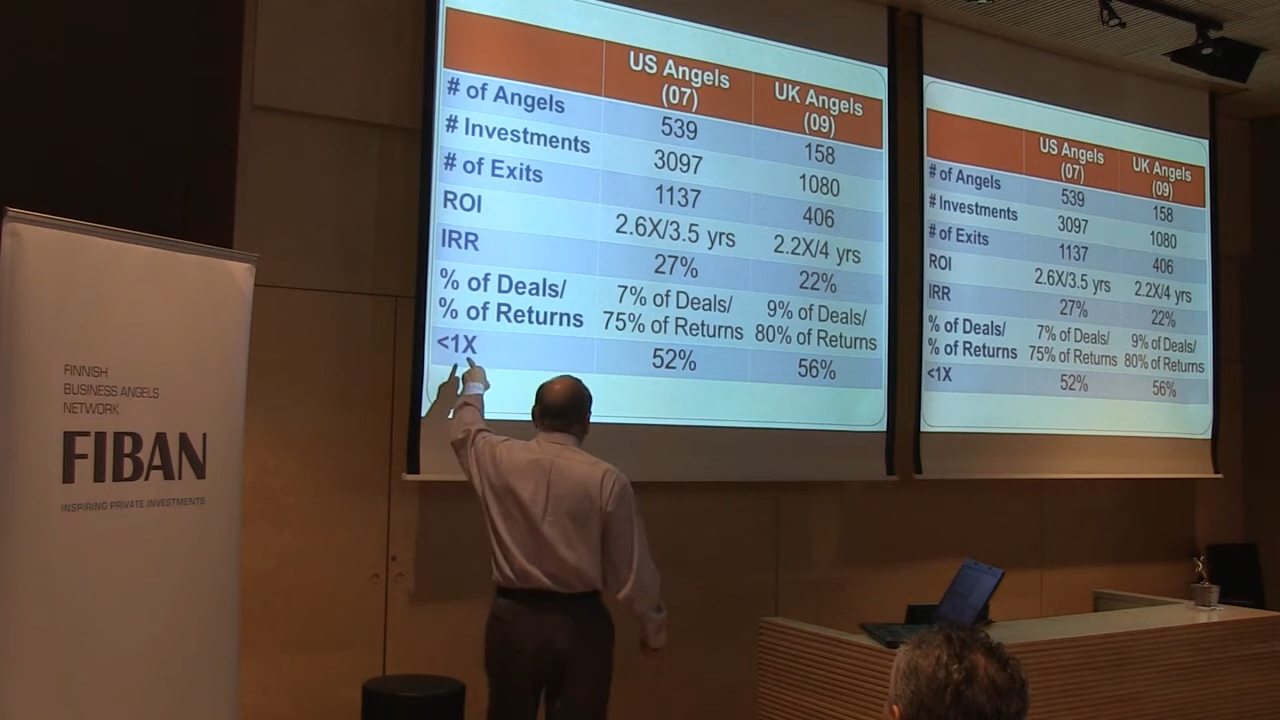 FINNISH
BUSINESS ANGELS
NETWORK
FIBAN
INSPIRING PRIVATE INVESTMENTS
US Angels
(07)
UK Angels
(09)
# of Angels
539
158
# Investments
3097
1080
# of Exits
1137
406
ROI
2.6X/3.5 yrs
2.2X/4 yrs
IRR
27%
22%
% of Deals/
% of Returns
7% of Deals/
75% of Returns
9% of Deals/
80% of Returns
<1X
52%
56%
US Angels
(07)
UK Angels
(09)
# of Angels
539
158
# Investments
3097
1080
# of Exits
1137
406
ROI
2.6X/3.5 yrs
2.2X/4 yrs
IRR
27%
22%
% of Deals/
% of Returns
7% of Deals/
75% of Returns
9% of Deals/
80% of Returns
<1X
52%
56%